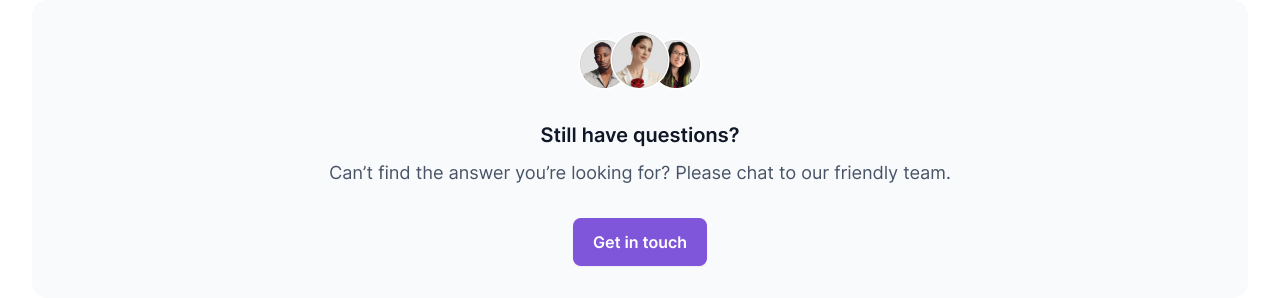 Still have questions?
Can’t find the answer you’re looking for? Please chat to our friendly team.
Get in touch